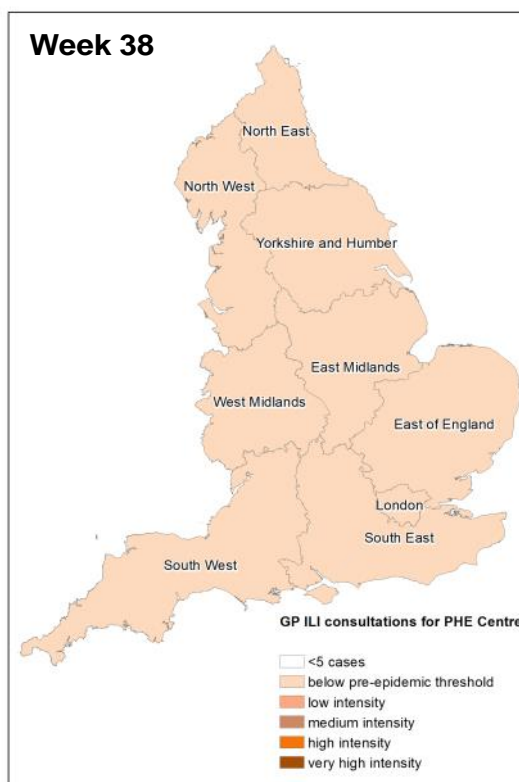 Week 38
North East
North West
Yorkshire and Humber
East Midlands
West Midlands
East of England
London
South East
South West
GP ILI consultations for PHE Centre
<5 cases
below pre-epidemic threshold
low intensity
medium intensity
high intensity
very high intensity